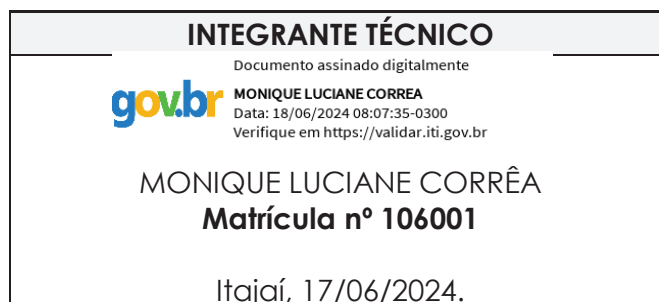 INTEGRANTE TÉCNICO
Documento assinado digitalmente
gov.br
MONIQUE LUCIANE CORREA
Data: 18/06/2024 08:07:35-0300
Verifique em https://validar.iti.gov.br
MONIQUE LUCIANE CORRÊA
Matrícula nº 106001
Itajaí, 17/06/2024.